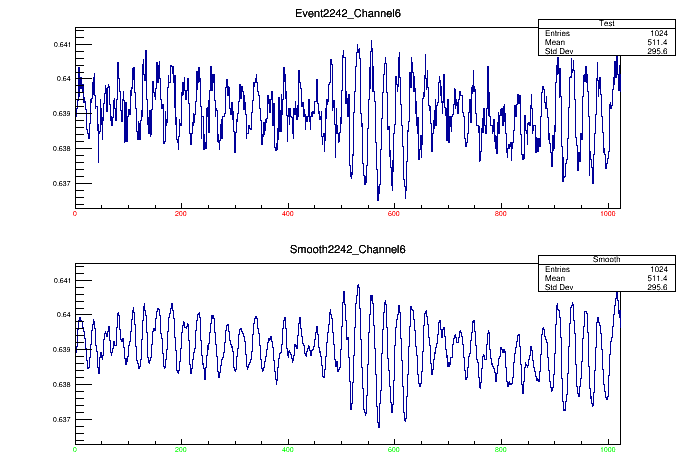 Event2242_Channel6
Test
Entries 1024
Mean 511.4
Std Dev 295.6
0.641
0.64
0.639
0.638
0.637
0 200 400 600 800 1000
Smooth2242_Channel6
Smooth
Entries 1024
Mean 511.4
Std Dev 295.6
0.641
0.64
0.639
0.638
0.637
0 200 400 600 800 1000